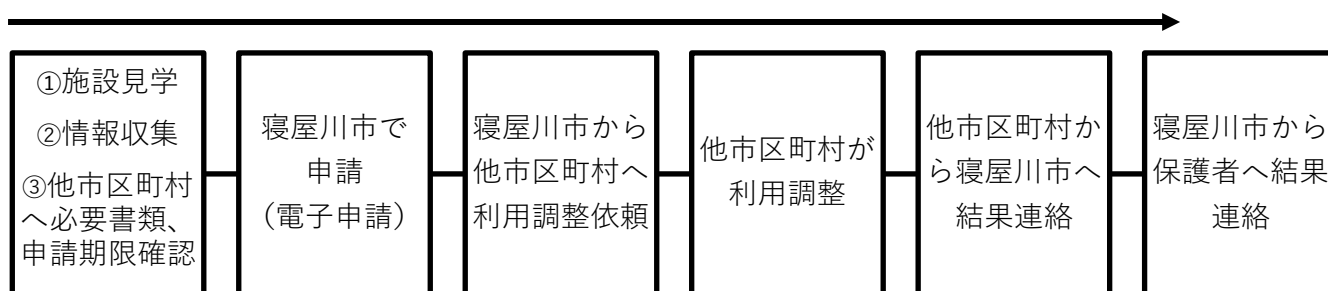 ①施設見学
②情報収集
③他市区町村
へ必要書類、
申請期限確認
寝屋川市で
申請
（電子申請）
寝屋川市から
他市区町村へ
利用調整依頼
他市区町村が
利用調整
他市区町村か
ら寝屋川市へ
結果連絡
寝屋川市から
保護者へ結果
連絡